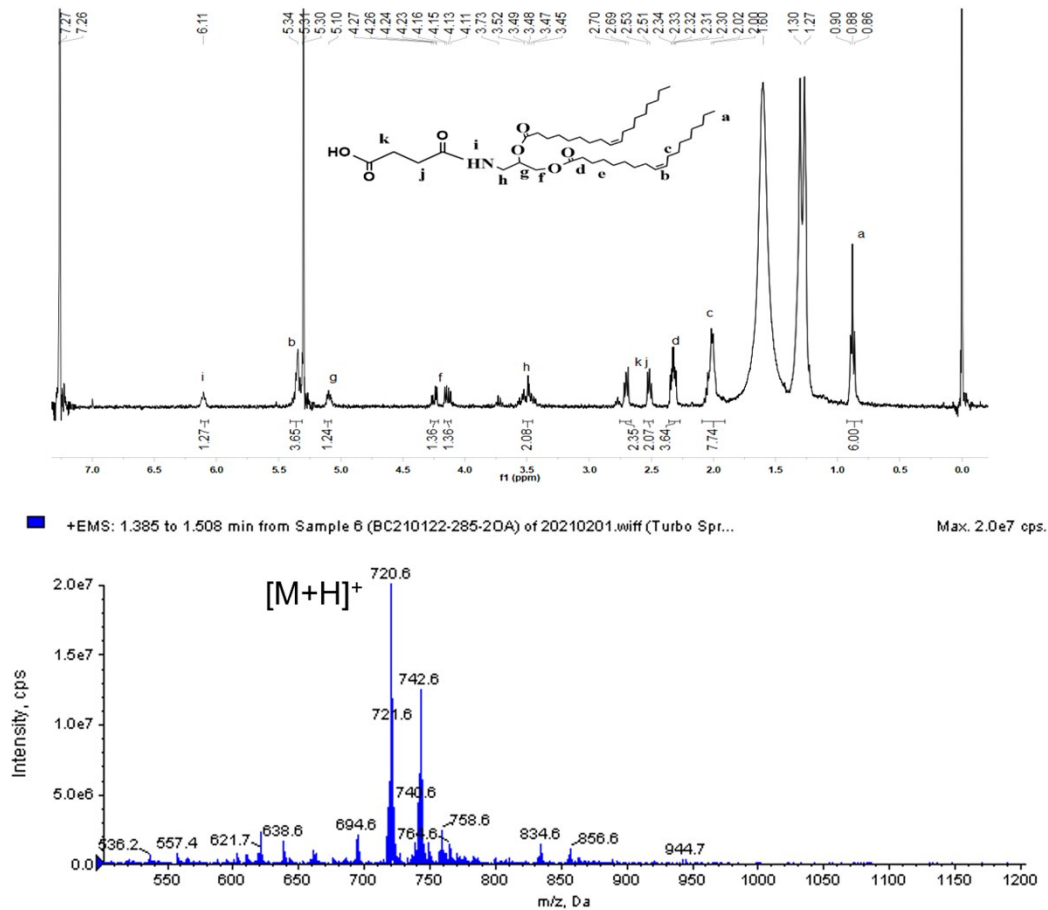 7.27 7.26 6.11 5.34 5.31 5.30 5.10 4.27 4.26 4.24 4.23 4.16 4.15 4.13 4.11 3.73 3.52 3.49 3.48 3.47 3.45 2.70 2.69 2.53 2.51 2.34 2.33 2.32 2.31 2.30 2.02 2.00 1.60 1.30 1.27 0.90 0.88 0.86
a
k O i O
HO j HN g O c
O h f O d e b
a
c
b d
i g f h k j
1.27 3.65 1.24 1.36 1.36 2.08 2.35 2.07 3.64 7.74 6.00
7.0 6.5 6.0 5.5 5.0 4.5 4.0 3.5 3.0 2.5 2.0 1.5 1.0 0.5 0.0
f1 (ppm)
+EMS: 1.385 to 1.508 min from Sample 6 (BC210122-285-2OA) of 20210201.wiff (Turbo Spr... Max. 2.0e7 cps.
[M+H]+ 720.6
742.6
721.6
740.6
536.2 557.4 621.7 638.6 694.6 764.6 758.6 834.6 856.6 944.7
2.0e7
1.5e7
1.0e7
5.0e6
0.0
Intensity, cps
550 600 650 700 750 800 850 900 950 1000 1050 1100 1150 1200
m/z, Da